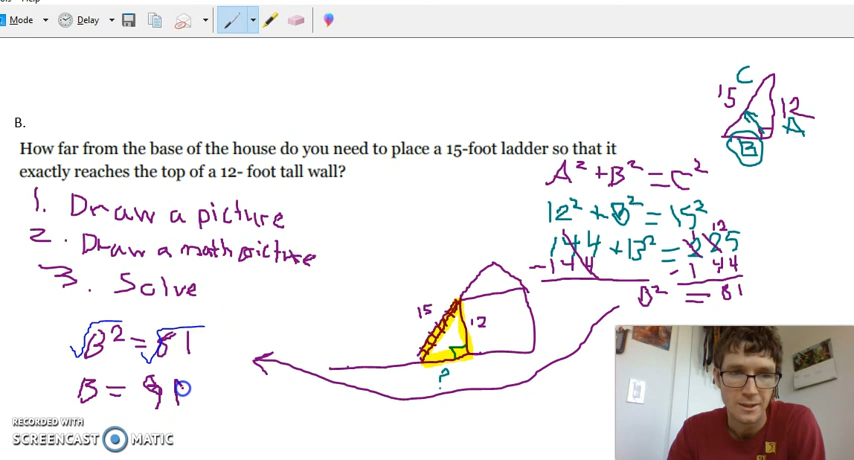 Mode
Delay
B.
How far from the base of the house do you need to place a 15-foot ladder so that it
exactly reaches the top of a 12- foot tall wall?
1. Draw a picture
2. Draw a math picture
3. Solve
C
15
12
A
B
A² + B² = C²
12² + B² = 15²
12
144 + B² = 225
- 144 - 1 44
B² = 81
15
12
?
√B² = √81
B = 9
RECORDED WITH
SCREENCAST MATIC